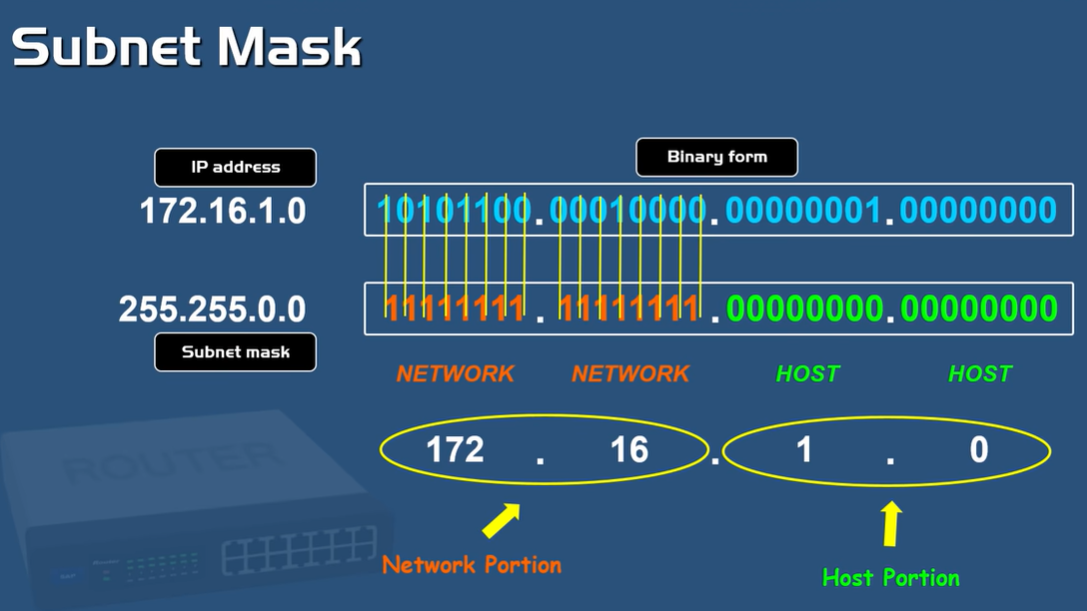 Subnet Mask
IP address
Binary form
172.16.1.0
10101100.00010000.00000001.00000000
255.255.0.0
11111111.11111111.00000000.00000000
Subnet mask
NETWORK NETWORK HOST HOST
172 . 16 . 1 . 0
ROUTER
Network Portion
Host Portion